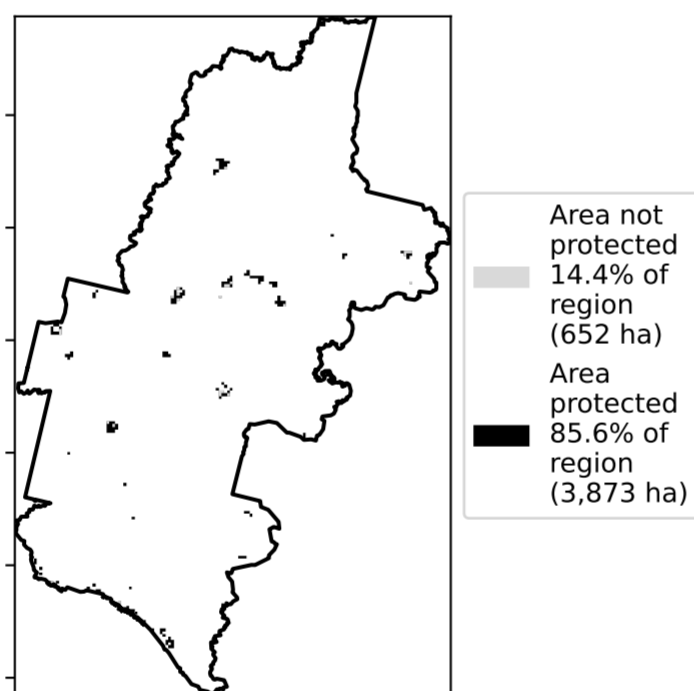 Area not
protected
14.4% of
region
(652 ha)
Area
protected
85.6% of
region
(3,873 ha)